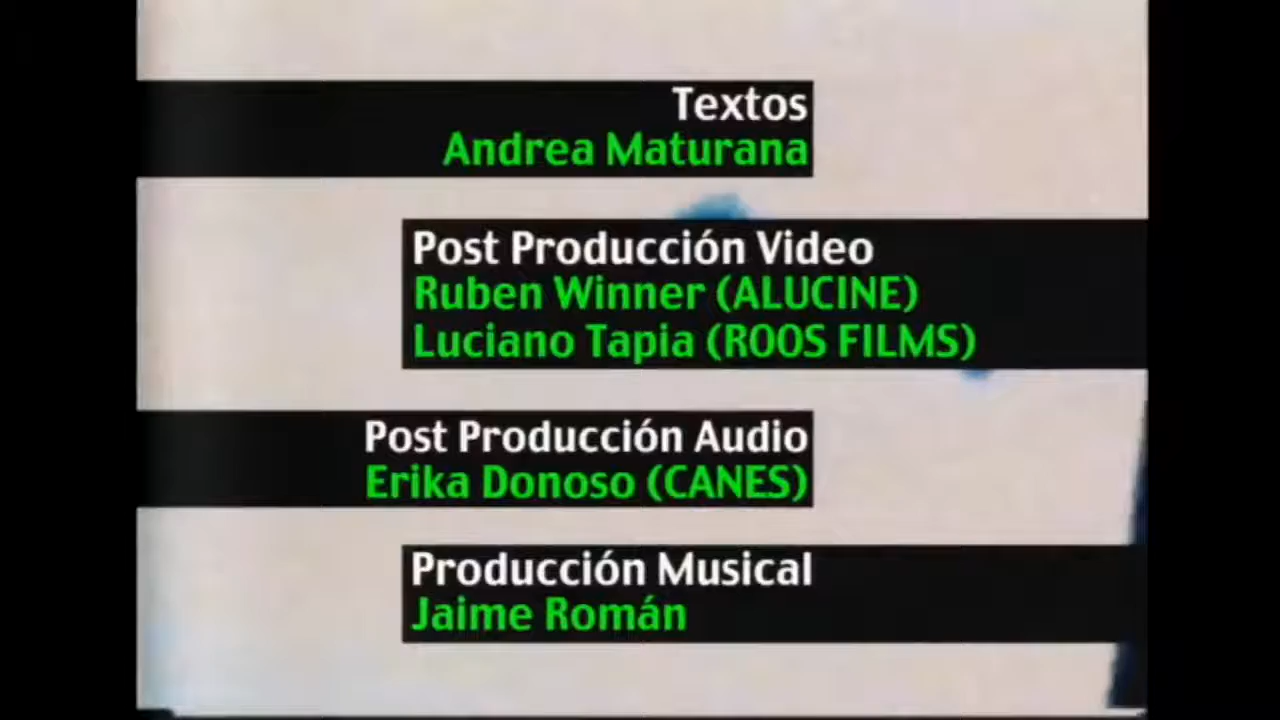 Textos
Andrea Maturana
Post Producción Video
Ruben Winner (ALUCINE)
Luciano Tapia (ROOS FILMS)
Post Producción Audio
Erika Donoso (CANES)
Producción Musical
Jaime Román